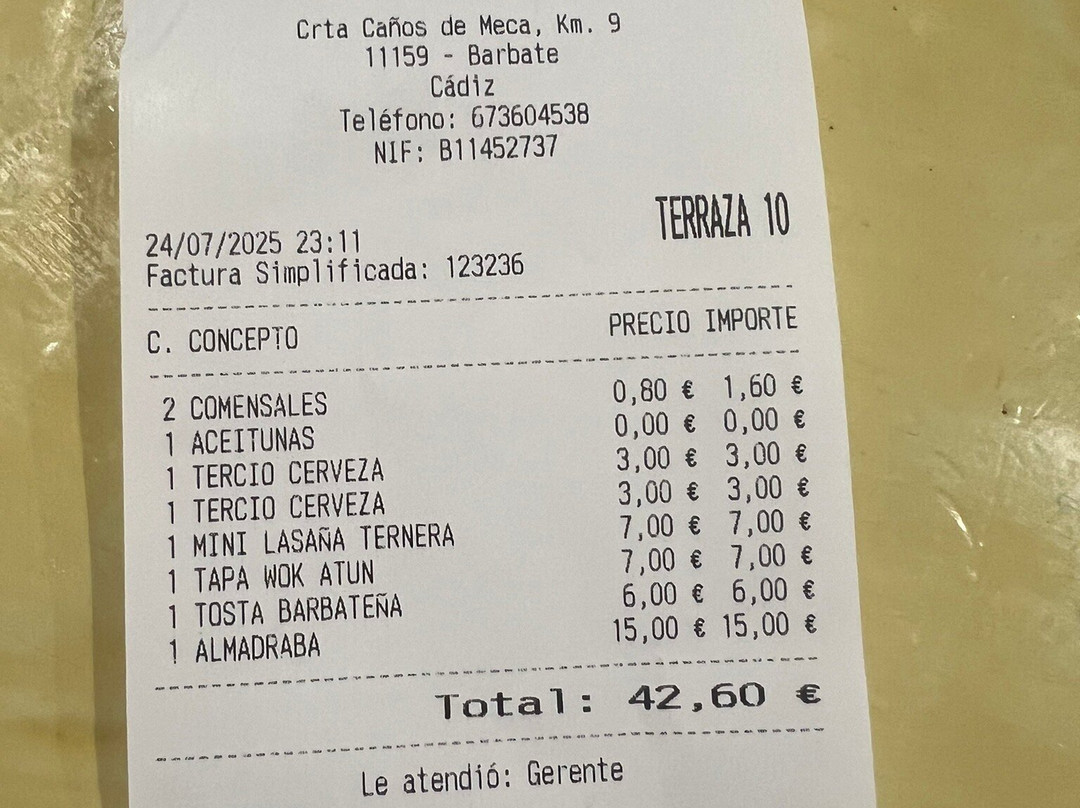 Crta Caños de Meca, Km. 9
11159 - Barbate
Cádiz
Teléfono: 673604538
NIF: B11452737
TERRAZA 10
24/07/2025 23:11
Factura Simplificada: 123236
C. CONCEPTO PRECIO IMPORTE
2 COMENSALES 0,80 € 1,60 €
1 ACEITUNAS 0,00 € 0,00 €
1 TERCIO CERVEZA 3,00 € 3,00 €
1 TERCIO CERVEZA 3,00 € 3,00 €
1 MINI LASAÑA TERNERA 7,00 € 7,00 €
1 TAPA WOK ATUN 7,00 € 7,00 €
1 TOSTA BARBATEÑA 6,00 € 6,00 €
1 ALMADRABA 15,00 € 15,00 €
Total: 42,60 €
Le atendió: Gerente